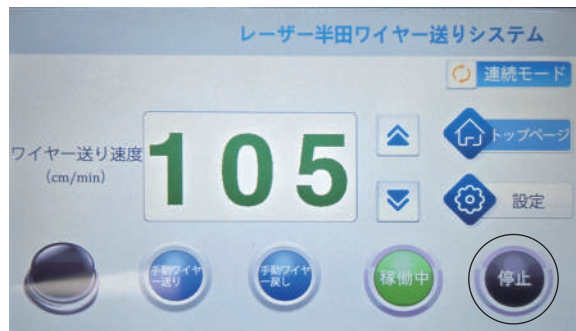 レーザー半田ワイヤー送りシステム
連続モード
ワイヤー送り速度
(cm/min)
105
トップページ
設定
手動ワイヤ
ー送り
手動ワイヤ
ー戻し
稼働中
停止